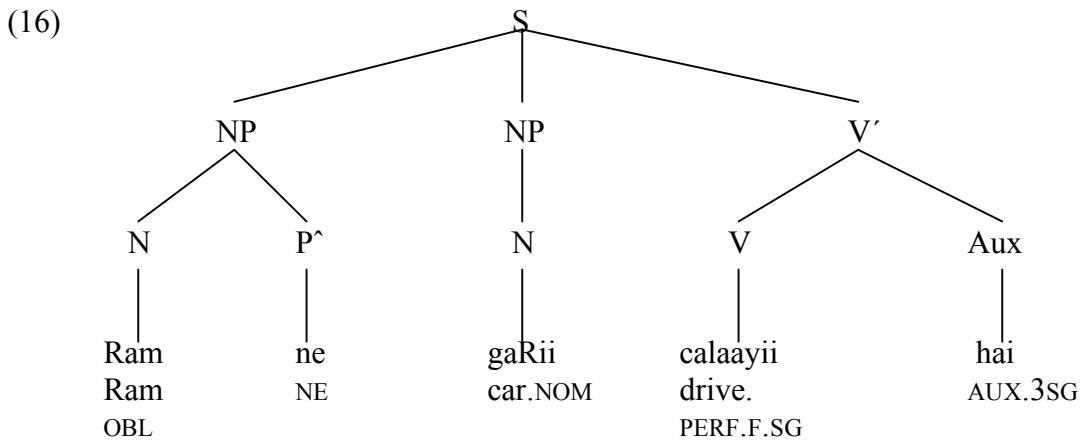 (16) S
NP NP V´
N P^ N V Aux
Ram ne gaRii calaayii hai
Ram NE car.NOM drive. AUX.3SG
OBL PERF.F.SG